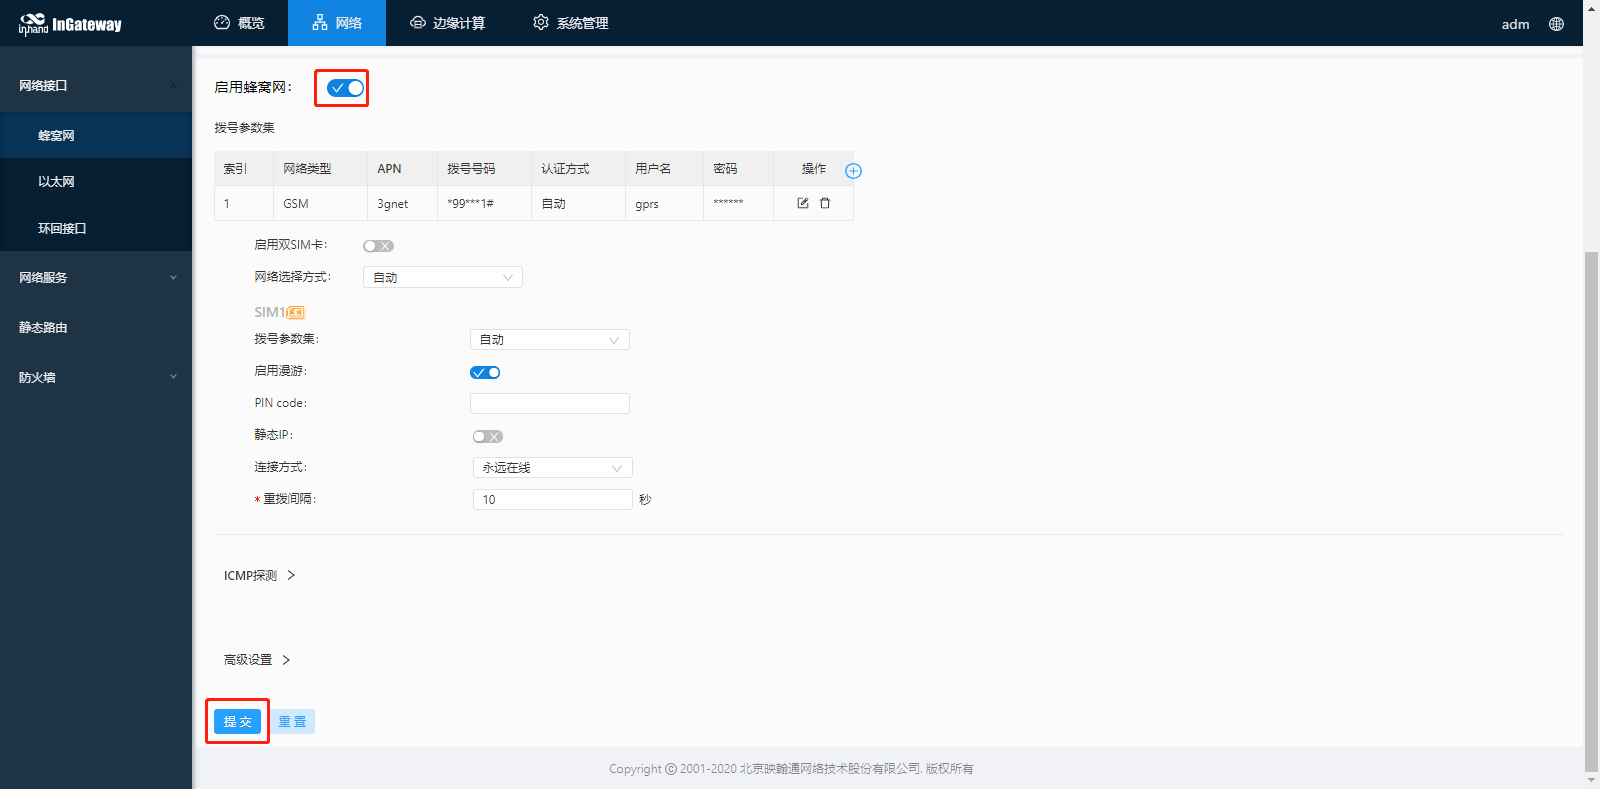 inhand InGateway 概览 网络 边缘计算 系统管理 adm
网络接口
蜂窝网
以太网
环回接口
网络服务
静态路由
防火墙
启用蜂窝网：
拨号参数集
索引 网络类型 APN 拨号号码 认证方式 用户名 密码 操作
1 GSM 3gnet *99***1# 自动 gprs ******
启用双SIM卡：
网络选择方式： 自动
SIM1
拨号参数集： 自动
启用漫游：
PIN code：
静态IP：
连接方式： 永远在线
* 重拨间隔： 10 秒
ICMP探测 >
高级设置 >
提交 重置
Copyright © 2001-2020 北京映翰通网络技术股份有限公司. 版权所有